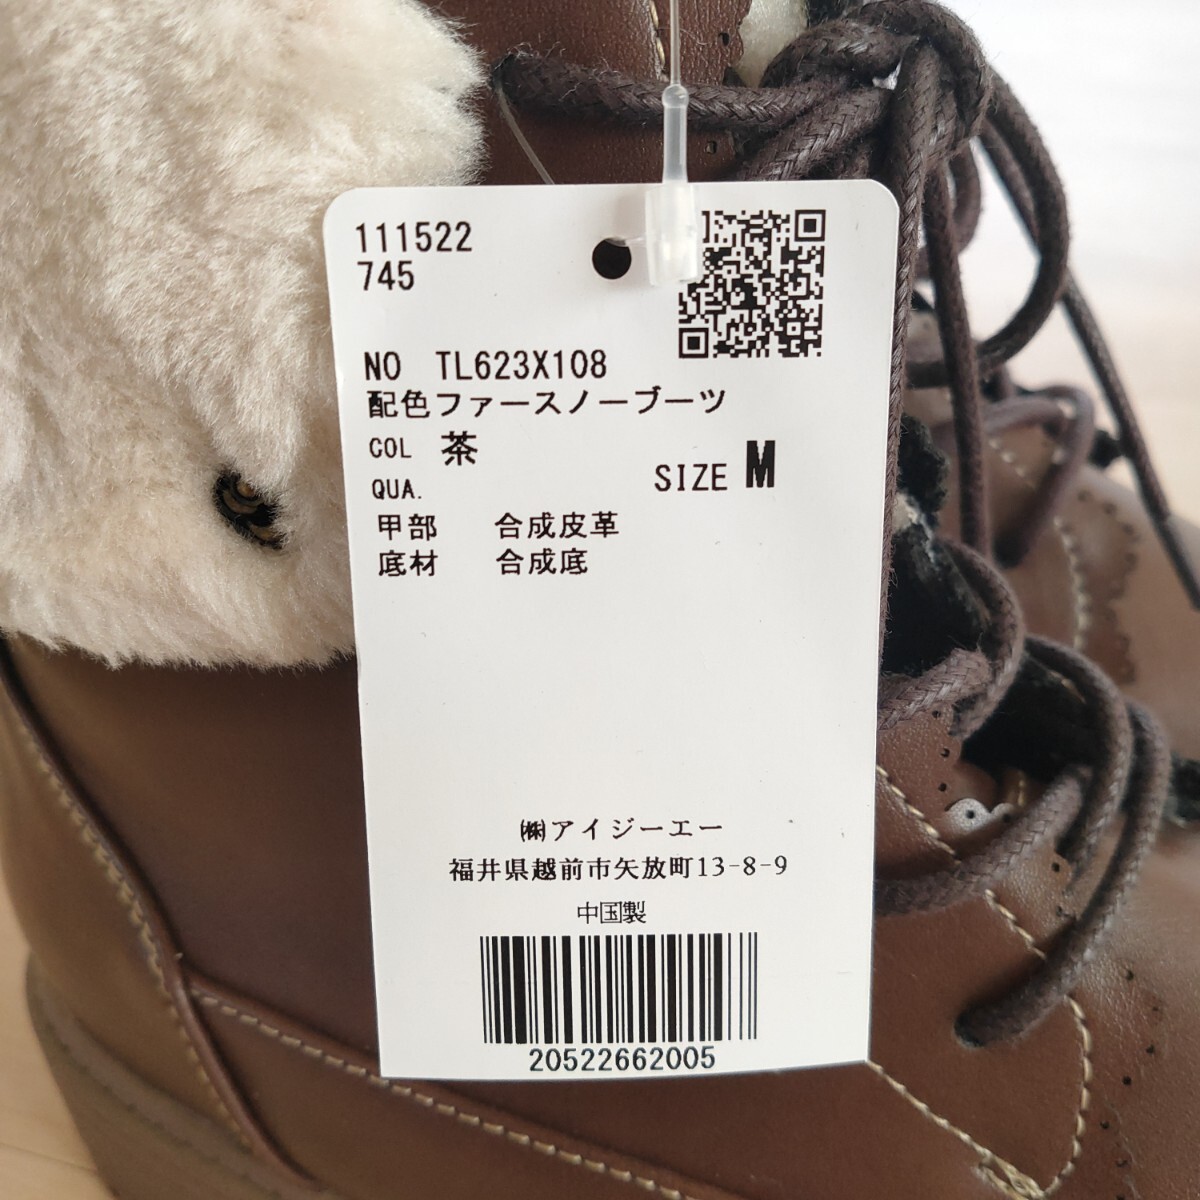 111522
745
NO TL623X108
配色ファースノーブーツ
COL 茶
QUA.
SIZE M
甲部 合成皮革
底材 合成底
㈱アイジーエー
福井県越前市矢放町13-8-9
中国製
20522662005